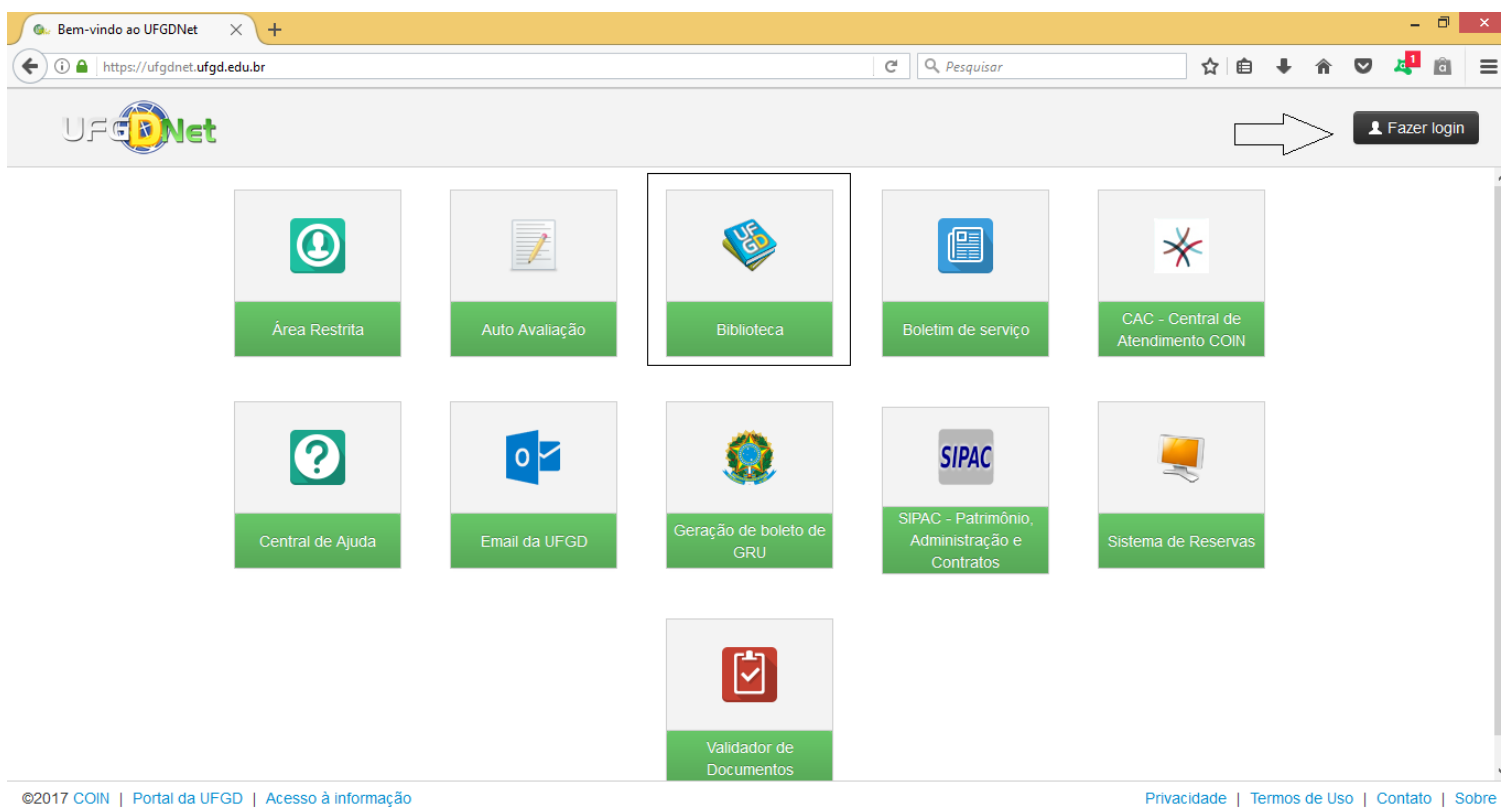 Bem-vindo ao UFGDNet
https://ufgdnet.ufgd.edu.br
Pesquisar
1
a
UFGDNet
Fazer login
UFGD
Área Restrita
Auto Avaliação
Biblioteca
Boletim de serviço
CAC - Central de
Atendimento COIN
?
o
SIPAC
Central de Ajuda
Email da UFGD
Geração de boleto de
GRU
SIPAC - Patrimônio,
Administração e
Contratos
Sistema de Reservas
Validador de
Documentos
©2017 COIN | Portal da UFGD | Acesso à informação
Privacidade | Termos de Uso | Contato | Sobre